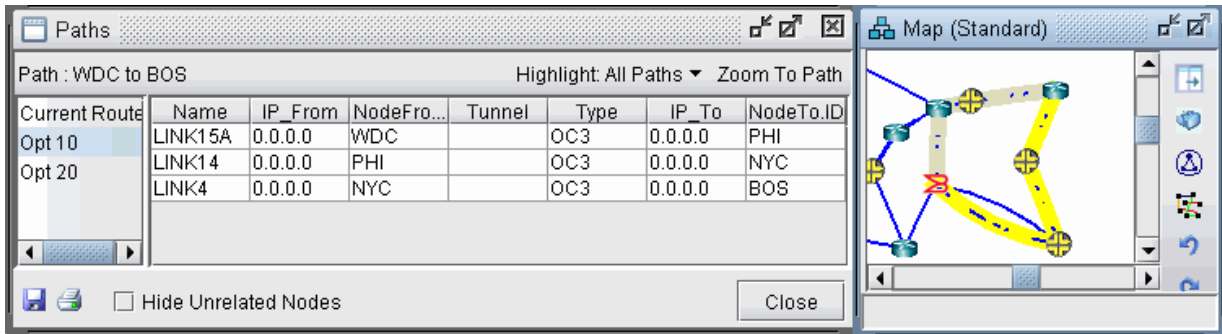 Paths
Path : WDC to BOS
Highlight: All Paths Zoom To Path
Current Route
Opt 10
Opt 20
Name IP_From NodeFro... Tunnel Type IP_To NodeTo.ID
LINK15A 0.0.0.0 WDC OC3 0.0.0.0 PHI
LINK14 0.0.0.0 PHI OC3 0.0.0.0 NYC
LINK4 0.0.0.0 NYC OC3 0.0.0.0 BOS
Hide Unrelated Nodes
Close
Map (Standard)